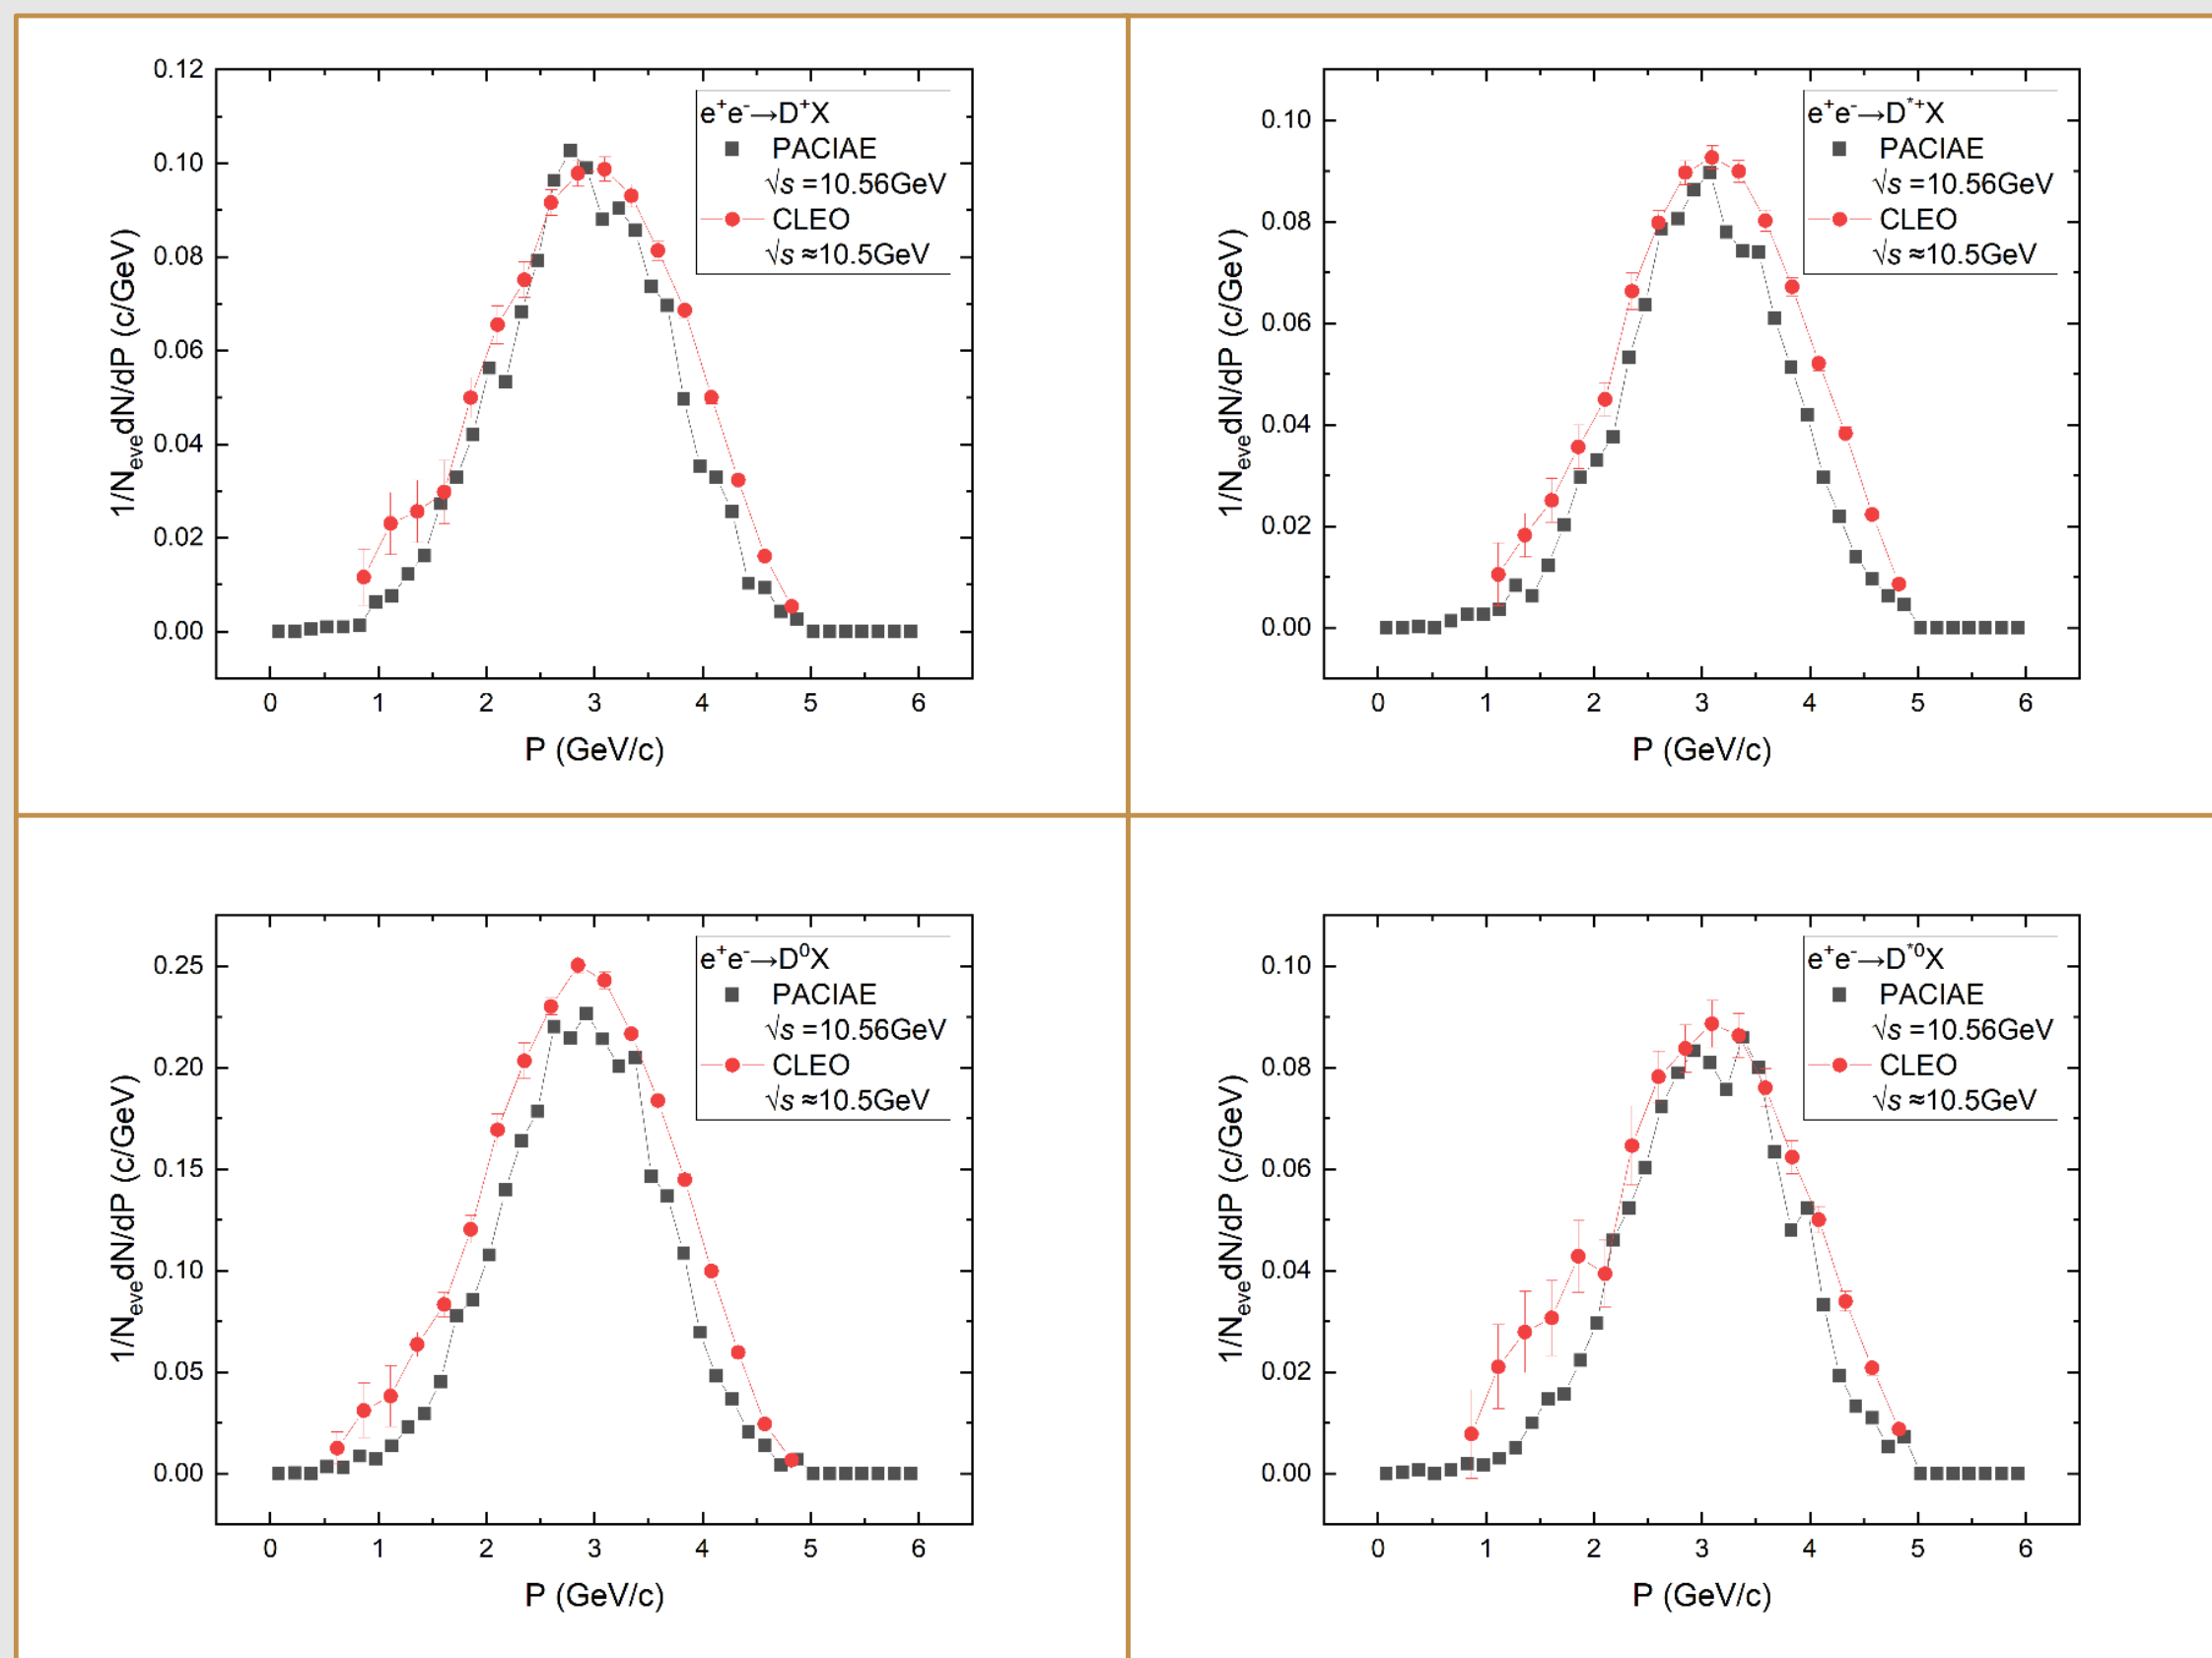 0.12
0.10
0.08
0.06
0.04
0.02
0.00
1/N_eve dN/dP (c/GeV)
e⁺e⁻→D⁺X
PACIAE
√s =10.56GeV
CLEO
√s ≈10.5GeV
0 1 2 3 4 5 6
P (GeV/c)
0.10
0.08
0.06
0.04
0.02
0.00
1/N_eve dN/dP (c/GeV)
e⁺e⁻→D*⁺X
PACIAE
√s =10.56GeV
CLEO
√s ≈10.5GeV
0 1 2 3 4 5 6
P (GeV/c)
0.25
0.20
0.15
0.10
0.05
0.00
1/N_eve dN/dP (c/GeV)
e⁺e⁻→D⁰X
PACIAE
√s =10.56GeV
CLEO
√s ≈10.5GeV
0 1 2 3 4 5 6
P (GeV/c)
0.10
0.08
0.06
0.04
0.02
0.00
1/N_eve dN/dP (c/GeV)
e⁺e⁻→D*⁰X
PACIAE
√s =10.56GeV
CLEO
√s ≈10.5GeV
0 1 2 3 4 5 6
P (GeV/c)